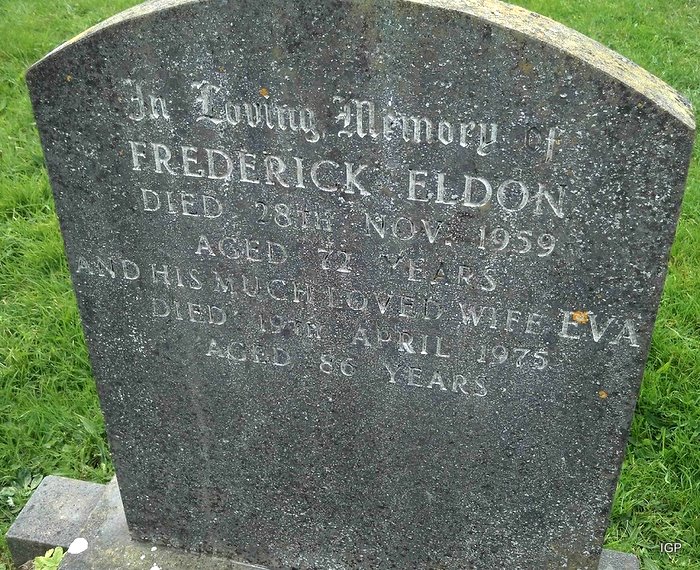 In Loving Memory of
FREDERICK ELDON
DIED 28TH NOV. 1959
AGED 72 YEARS
AND HIS MUCH LOVED WIFE EVA
DIED 19TH APRIL 1975
AGED 86 YEARS
IGP